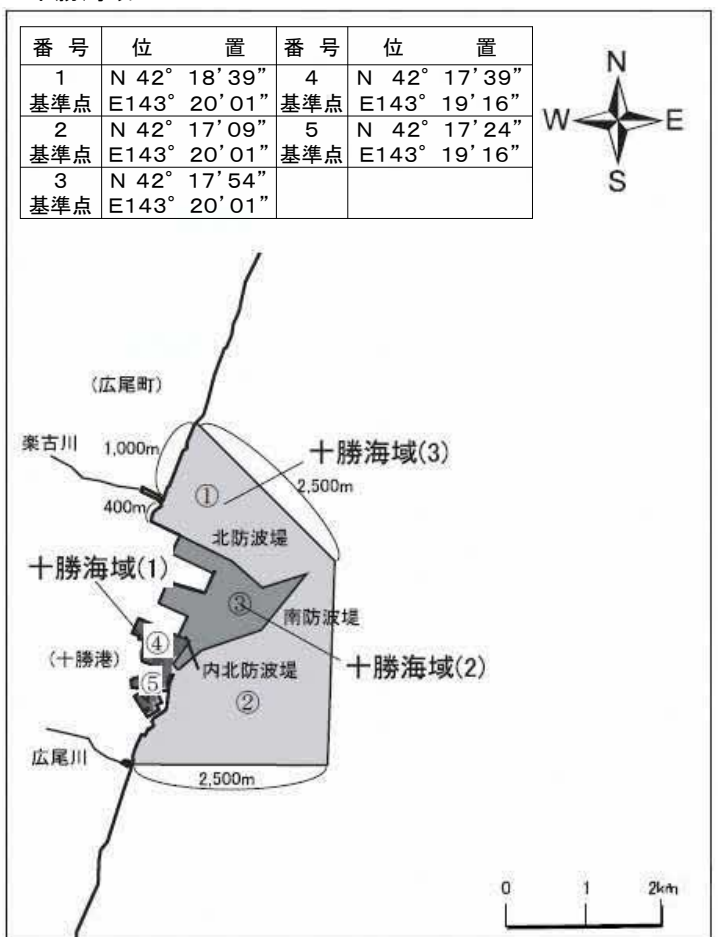 番 号 位 置 番 号 位 置
1 N 42° 18'39" 4 N 42° 17'39"
基準点 E143° 20'01" 基準点 E143° 19'16"
2 N 42° 17'09" 5 N 42° 17'24"
基準点 E143° 20'01" 基準点 E143° 19'16"
3 N 42° 17'54"
基準点 E143° 20'01"
N
W E
S
(広尾町)
楽古川
1,000m
十勝海域(3)
2,500m
①
400m
北防波堤
十勝海域(1)
③
南防波堤
④
(十勝港)
内北防波堤
十勝海域(2)
⑤
②
広尾川
2,500m
0 1 2km